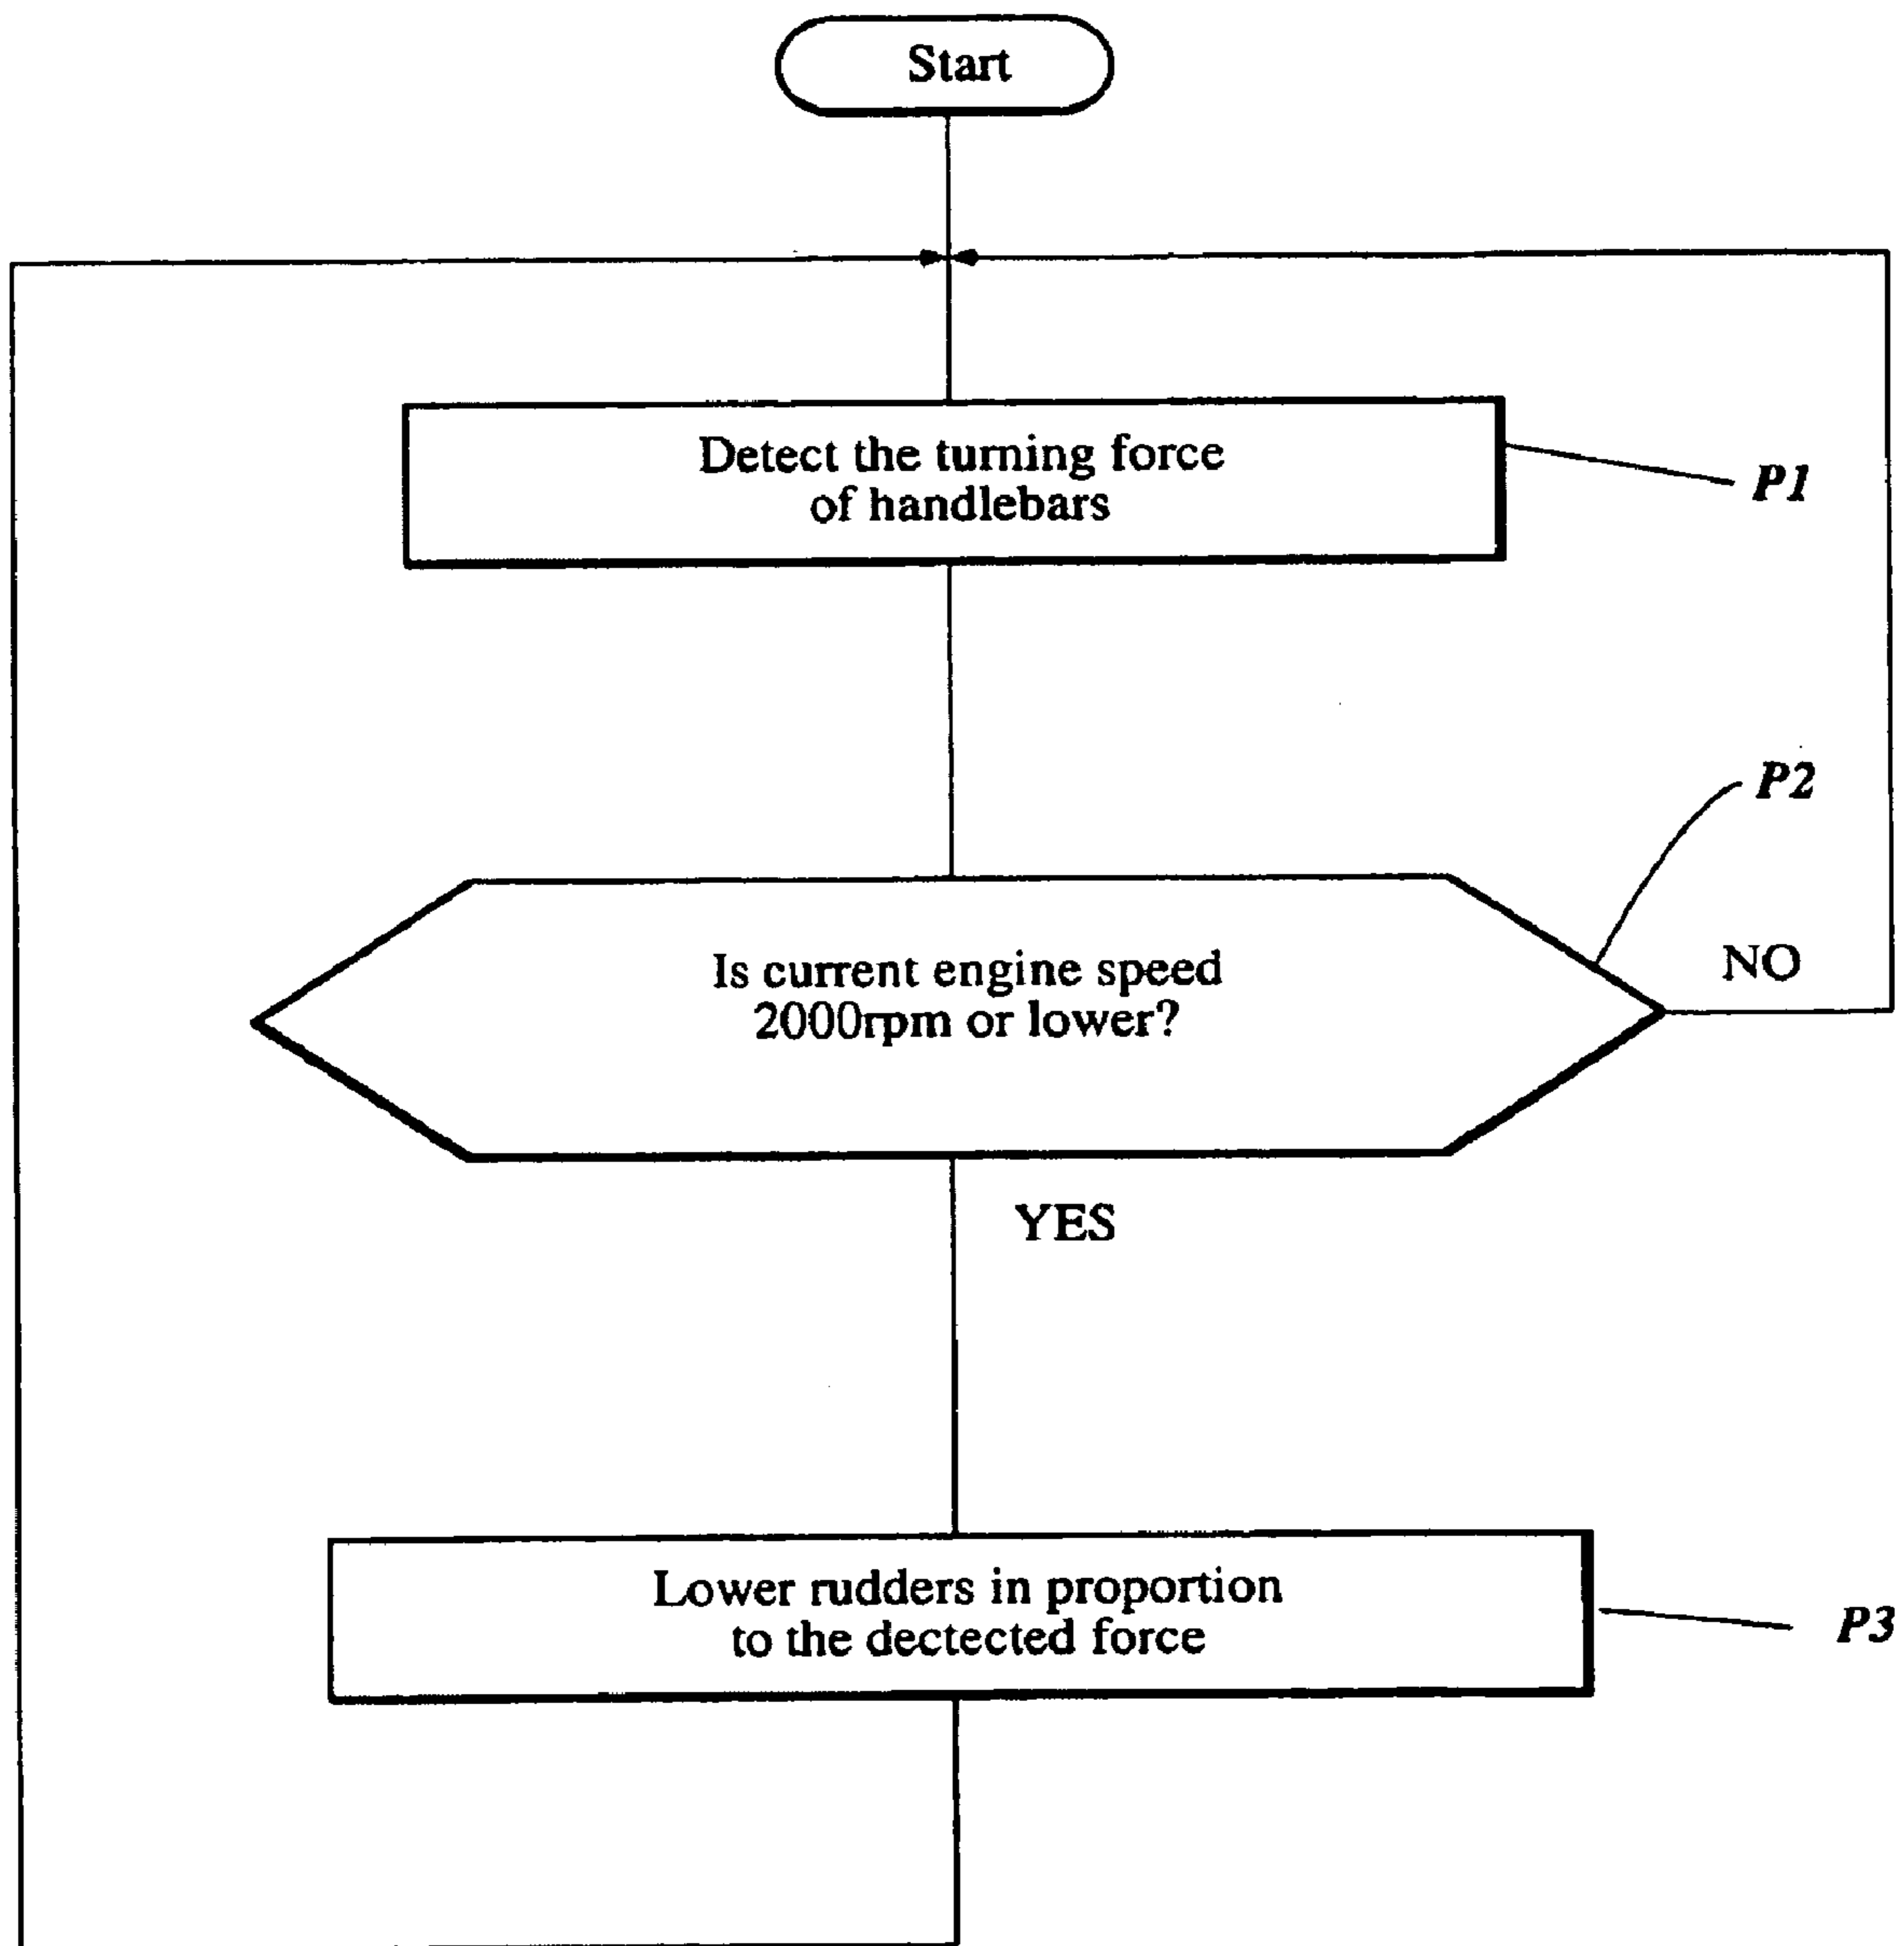 Start
Detect the turning force
of handlebars
P1
P2
Is current engine speed
2000rpm or lower?
NO
YES
Lower rudders in proportion
to the dectected force
P3